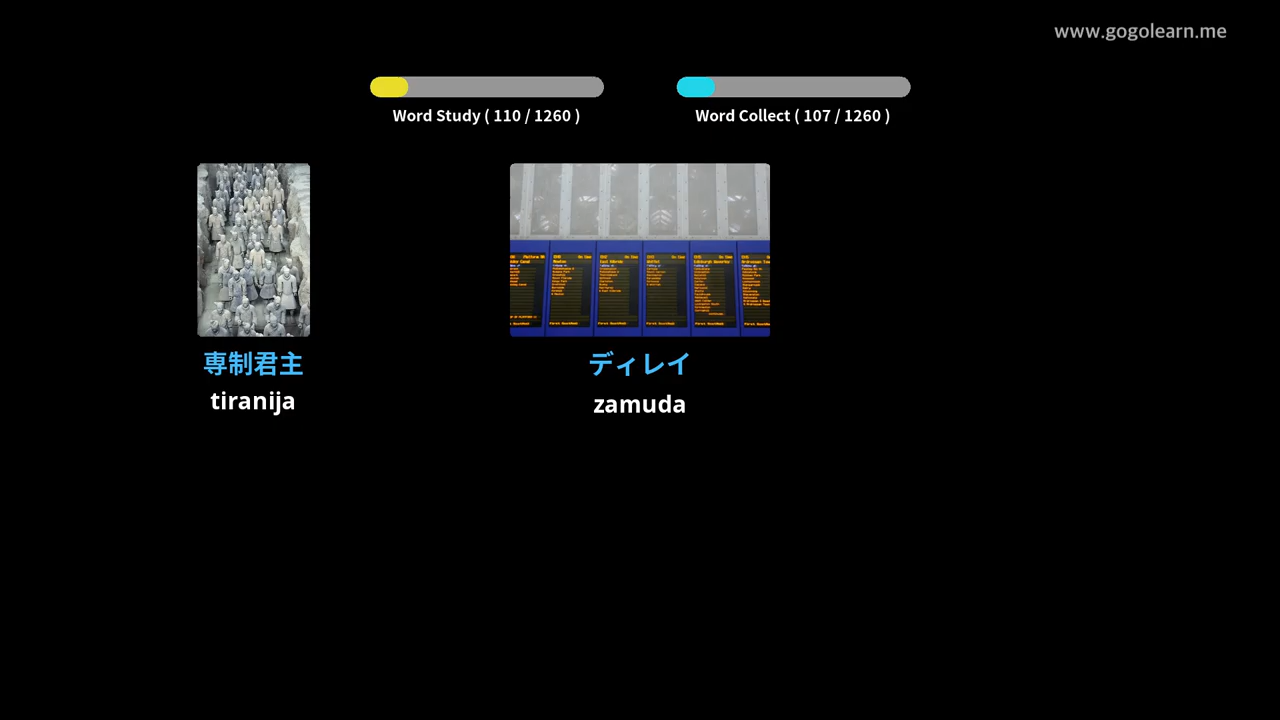 www.gogolearn.me
Word Study ( 110 / 1260 )
Word Collect ( 107 / 1260 )
専制君主
tiranija
ディレイ
zamuda